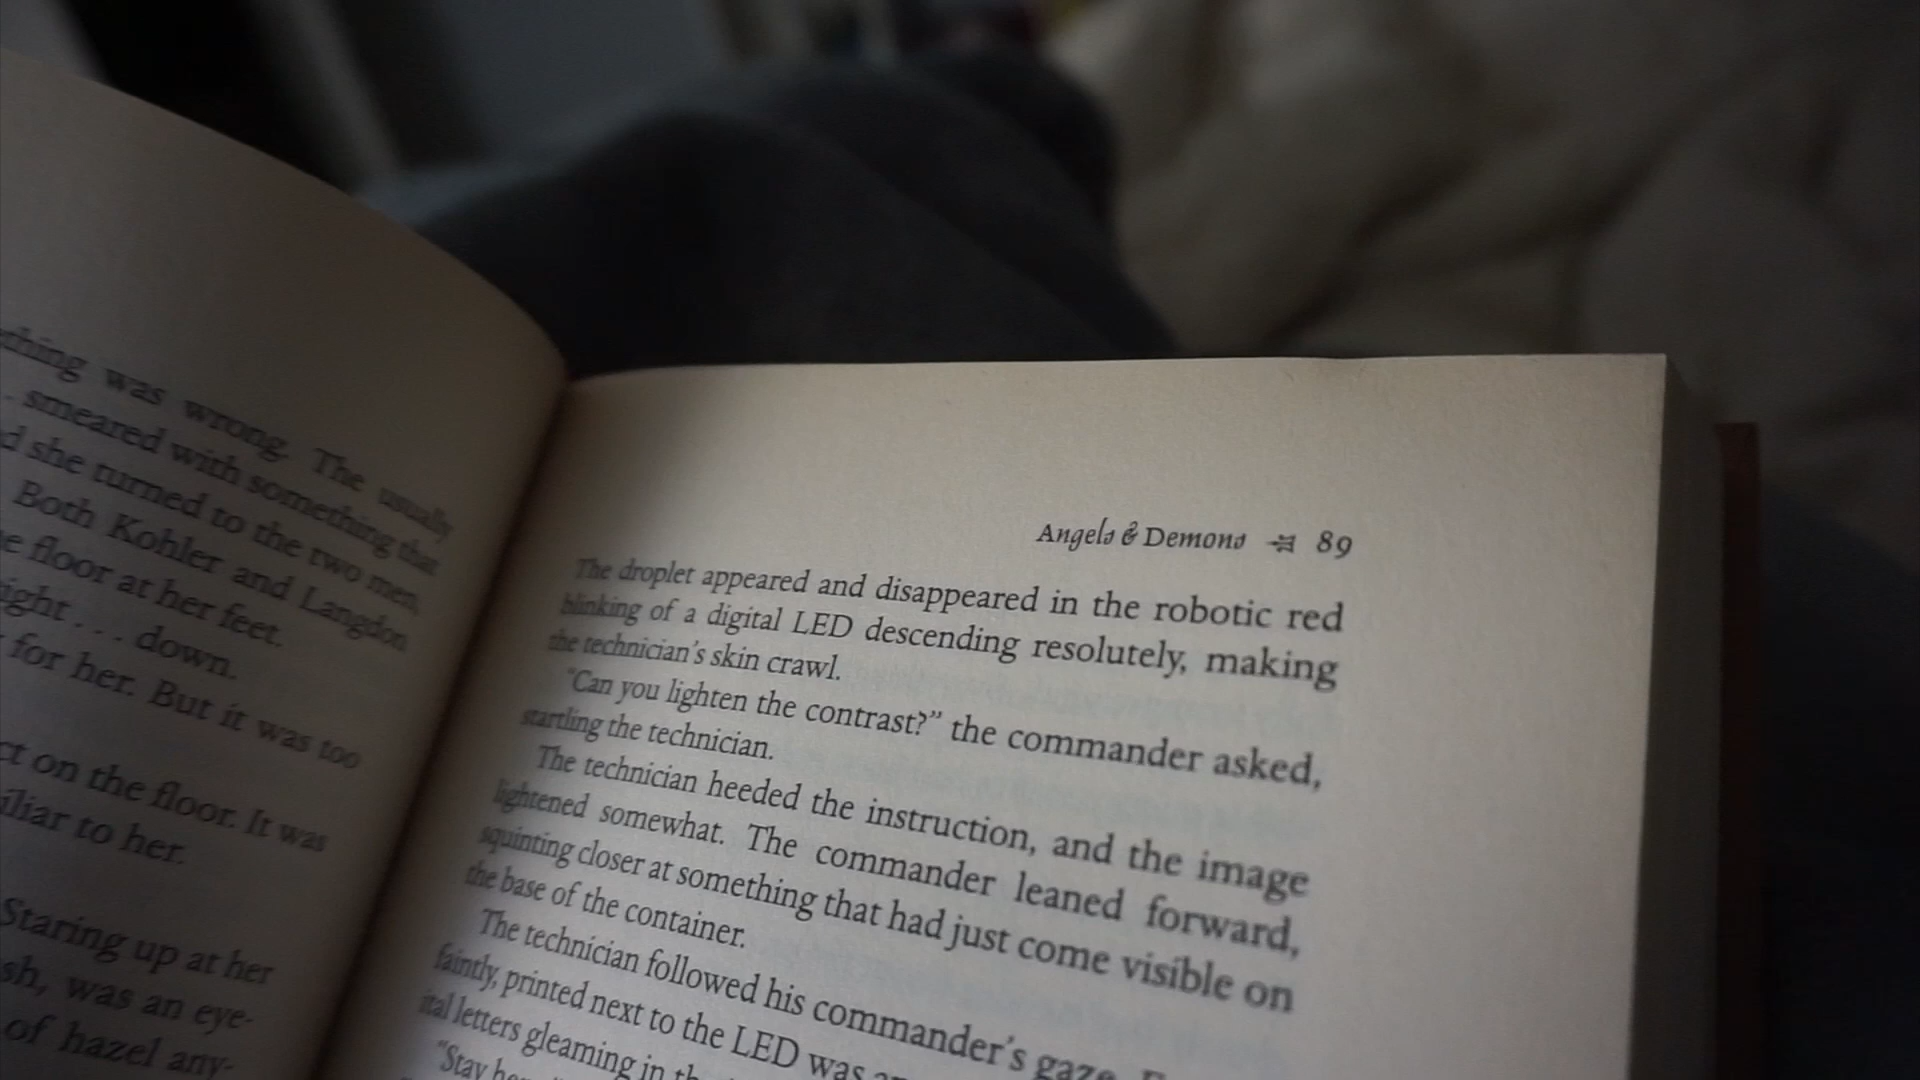 thing was wrong. The usually
. smeared with something that
she turned to the two men,
Both Kohler and Langdon
floor at her feet.
ight . . . down.
for her. But it was too
on the floor. It was
iliar to her.
Staring up at her
sh, was an eye-
of hazel any-
Angels & Demons 89
The droplet appeared and disappeared in the robotic red
blinking of a digital LED descending resolutely, making
the technician's skin crawl.
"Can you lighten the contrast?" the commander asked,
startling the technician.
The technician heeded the instruction, and the image
lightened somewhat. The commander leaned forward,
squinting closer at something that had just come visible on
the base of the container.
The technician followed his commander's gaze.
faintly, printed next to the LED was
ital letters gleaming in
"Stay